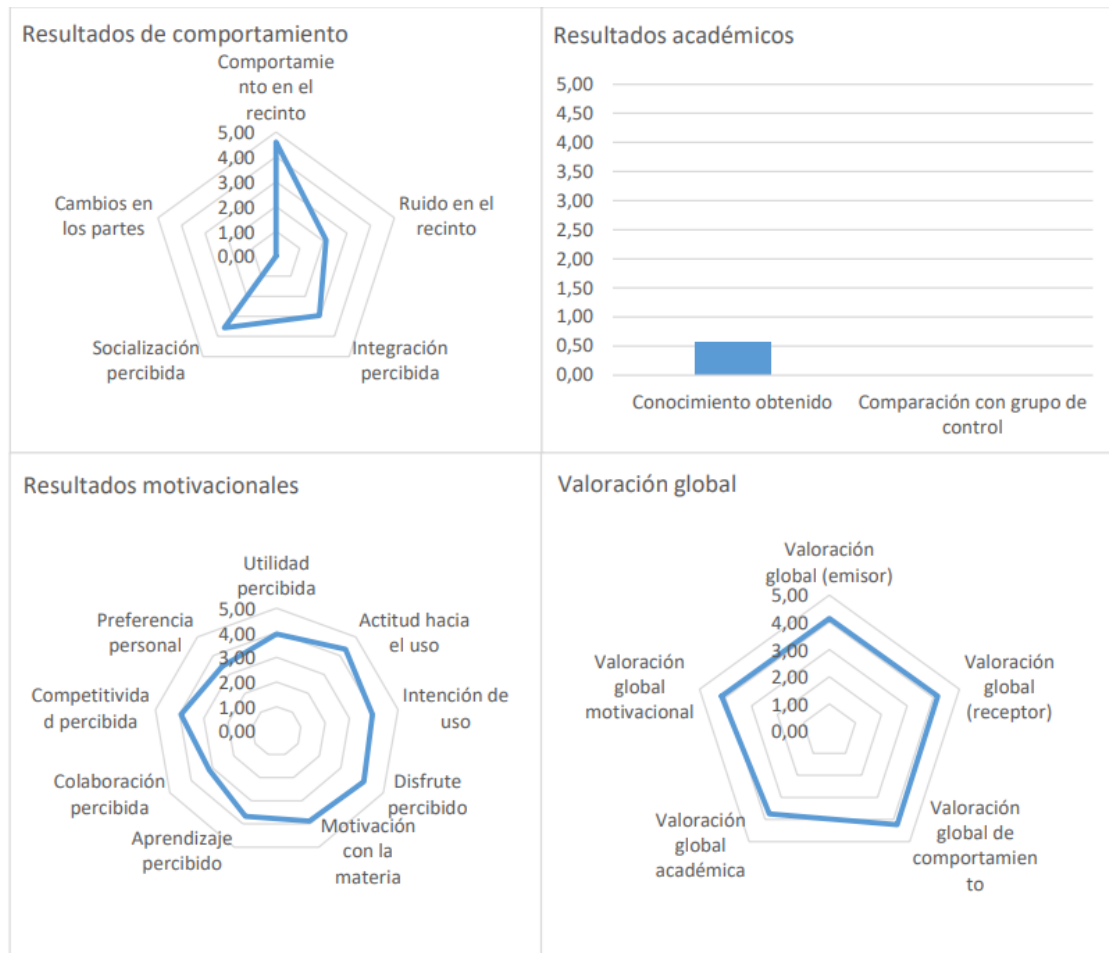 Resultados de comportamiento
Comportamie
nto en el
recinto
5,00
4,00
3,00
2,00
1,00
0,00
Ruido en el
recinto
Integración
percibida
Socialización
percibida
Cambios en
los partes
Resultados académicos
5,00
4,50
4,00
3,50
3,00
2,50
2,00
1,50
1,00
0,50
0,00
Conocimiento obtenido
Comparación con grupo de
control
Resultados motivacionales
Utilidad
percibida
5,00
4,00
3,00
2,00
1,00
0,00
Actitud hacia
el uso
Intención de
uso
Disfrute
percibido
Motivación
con la
materia
Aprendizaje
percibido
Colaboración
percibida
Competitivida
d percibida
Preferencia
personal
Valoración global
Valoración
global (emisor)
5,00
4,00
3,00
2,00
1,00
0,00
Valoración
global
(receptor)
Valoración
global de
comportamien
to
Valoración
global
académica
Valoración
global
motivacional